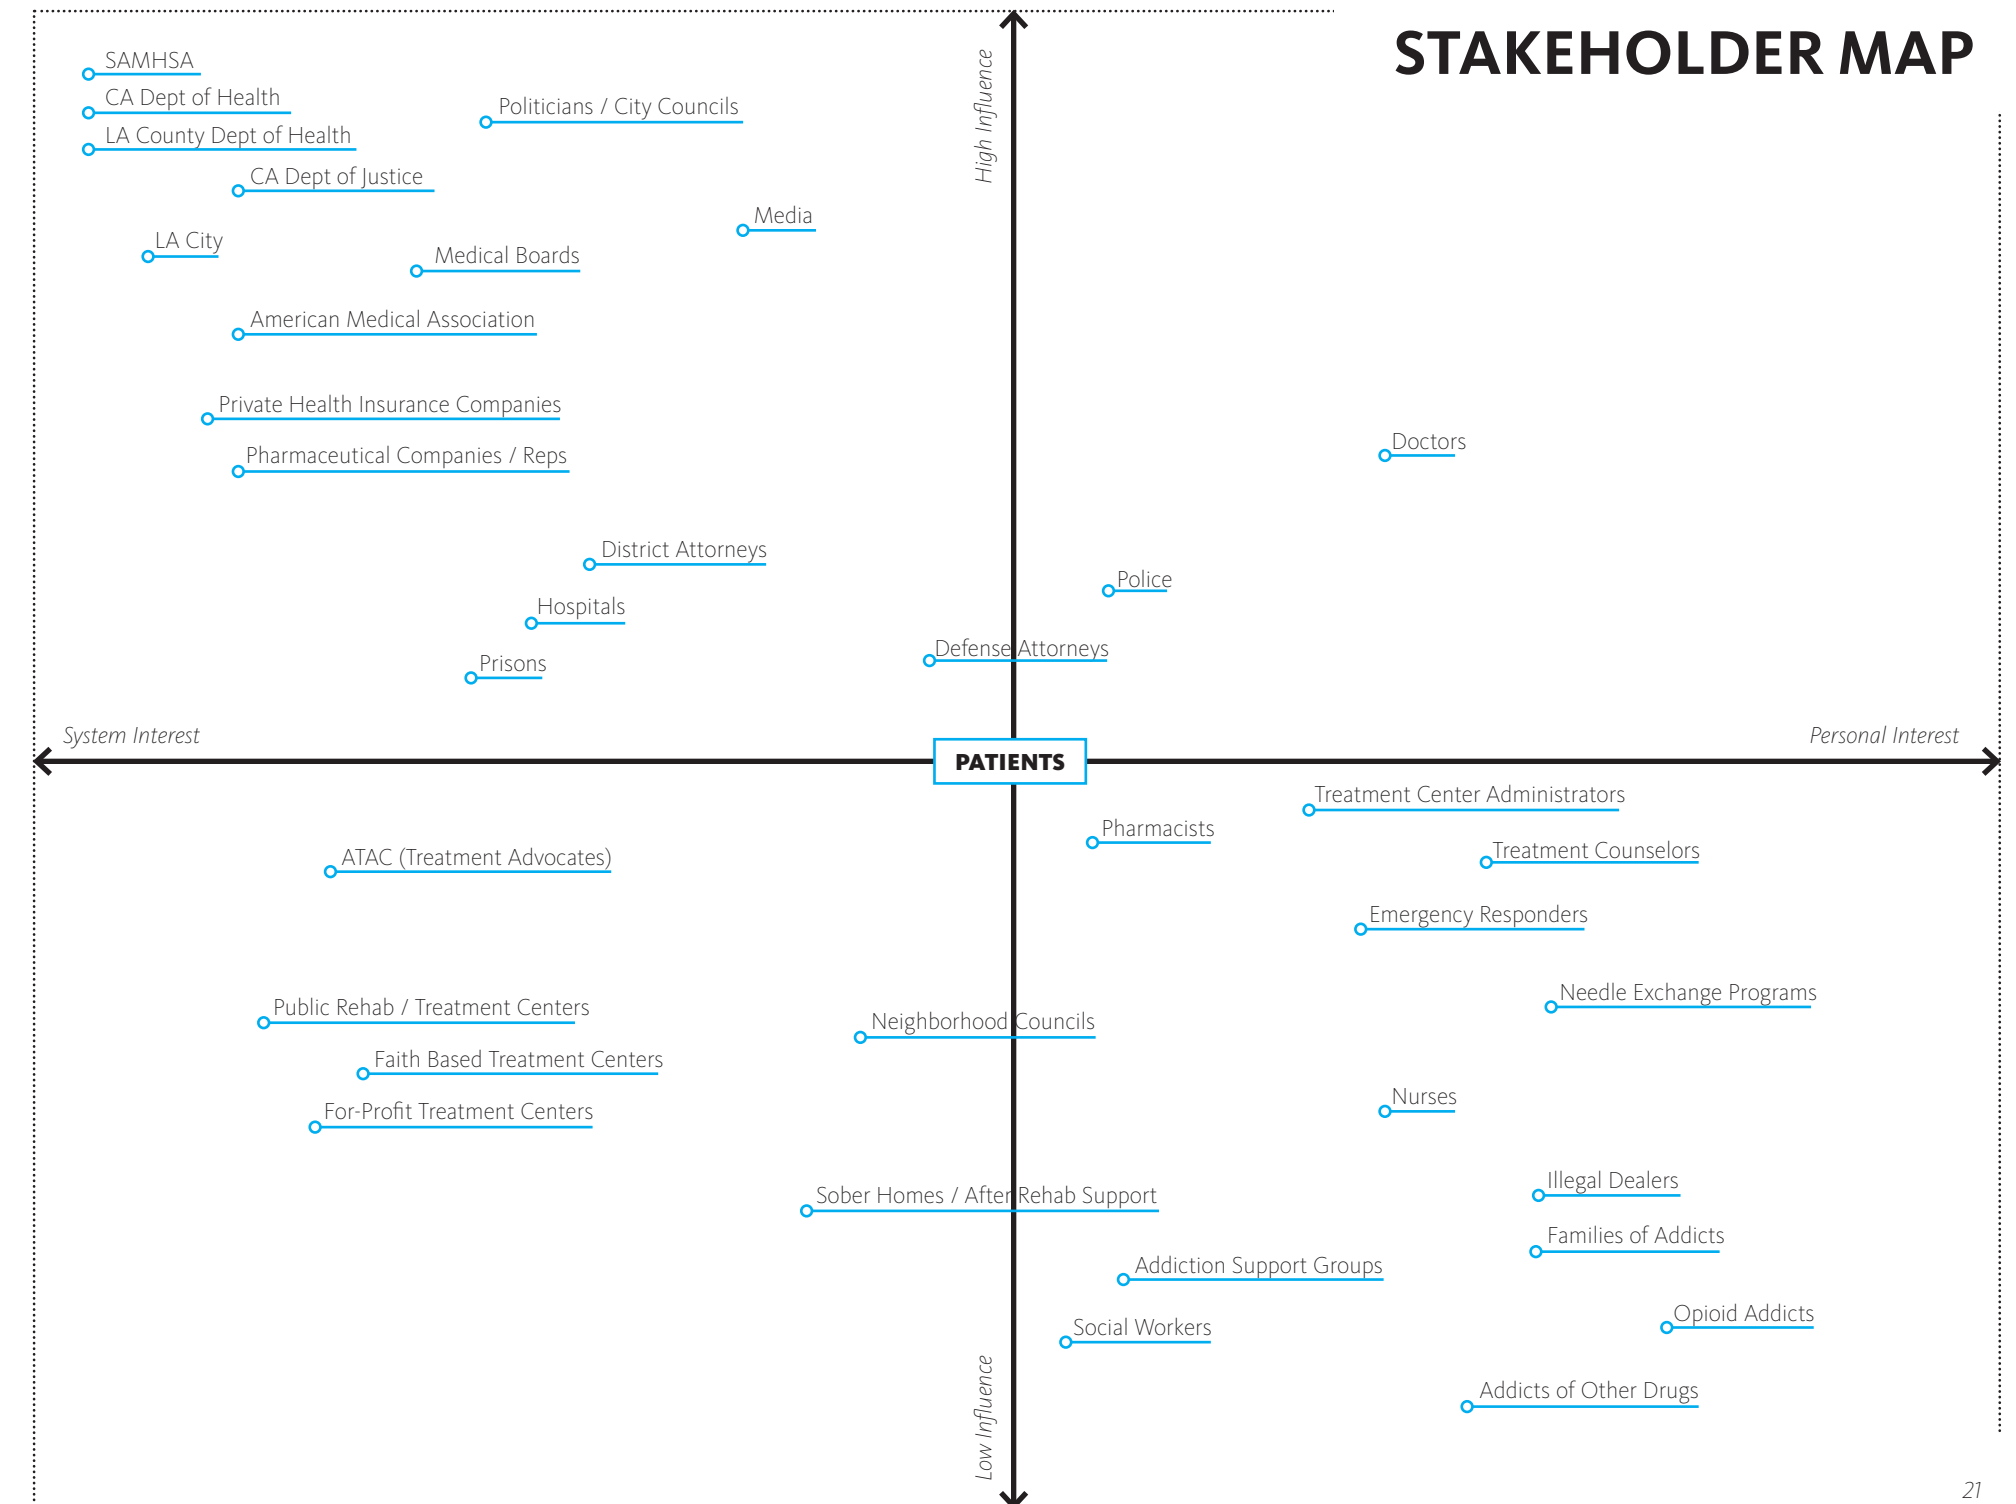 STAKEHOLDER MAP
High Influence
SAMHSA
CA Dept of Health
Politicians / City Councils
LA County Dept of Health
CA Dept of Justice
Media
LA City
Medical Boards
American Medical Association
Private Health Insurance Companies
Doctors
Pharmaceutical Companies / Reps
District Attorneys
Police
Hospitals
Defense Attorneys
Prisons
System Interest
Personal Interest
PATIENTS
Treatment Center Administrators
Pharmacists
Treatment Counselors
ATAC (Treatment Advocates)
Emergency Responders
Needle Exchange Programs
Public Rehab / Treatment Centers
Neighborhood Councils
Faith Based Treatment Centers
Nurses
For-Profit Treatment Centers
Illegal Dealers
Sober Homes / After Rehab Support
Families of Addicts
Addiction Support Groups
Opioid Addicts
Social Workers
Addicts of Other Drugs
Low Influence
21